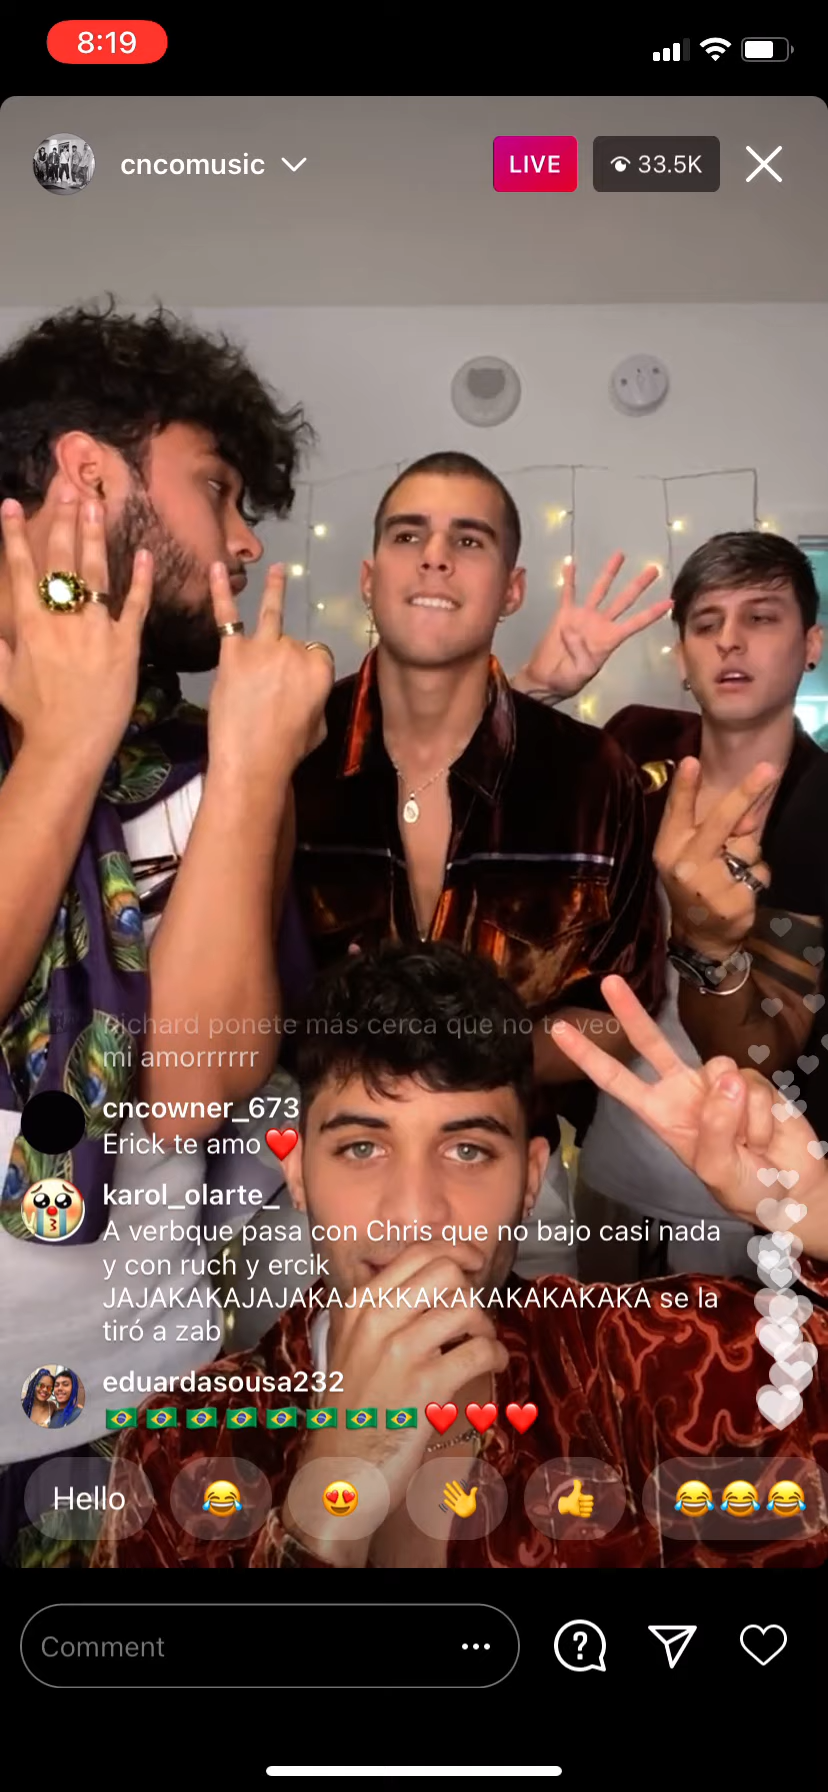 8:19
cncomusic
LIVE
33.5K
Richard ponete más cerca que no te veo
mi amorrrrrr
cncowner_673
Erick te amo❤️
karol_olarte_
A verbque pasa con Chris que no bajo casi nada
y con ruch y ercik
JAJAKAKAJAJAKAJAKKAKAKAKAKAKAKA se la
tiró a zab
eduardasousa232
🇧🇷🇧🇷🇧🇷🇧🇷🇧🇷🇧🇷🇧🇷🇧🇷❤️❤️❤️
Hello 😂 😍 👋 👍 😂😂😂
Comment